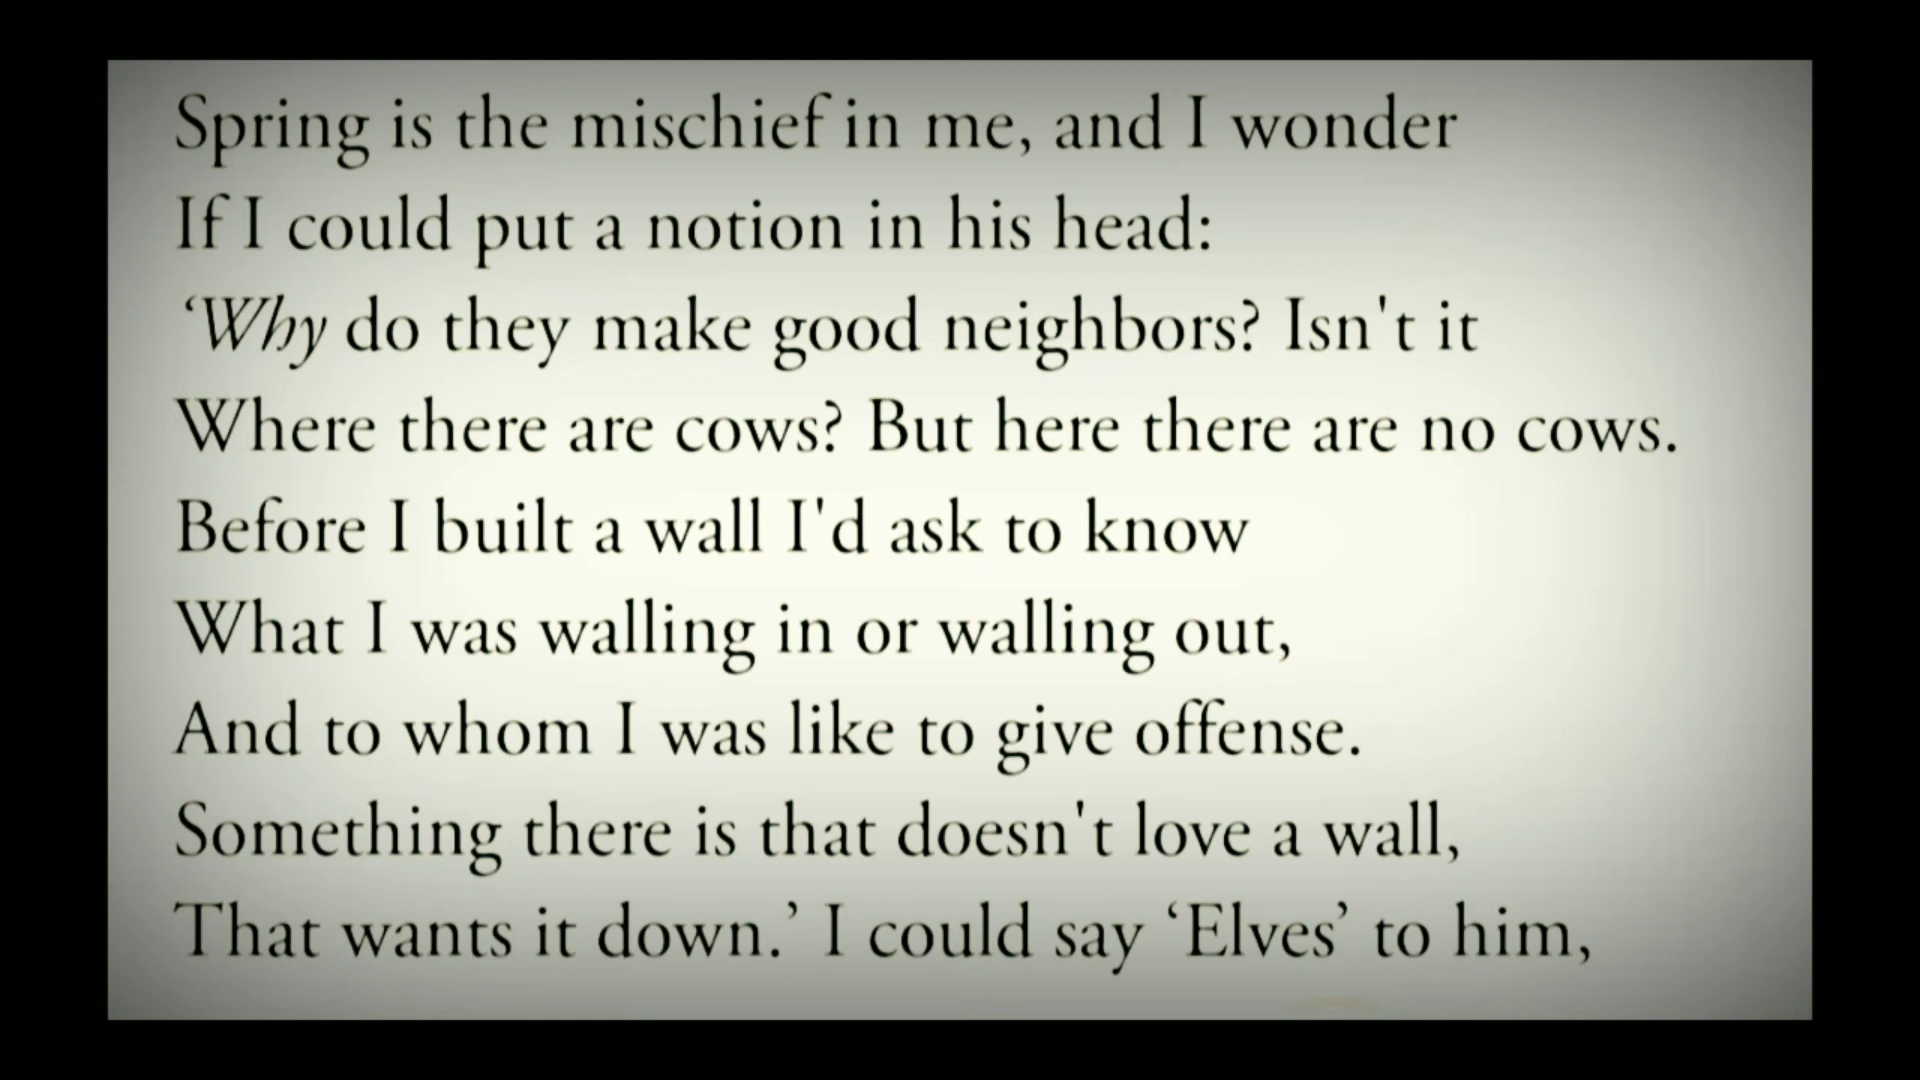 Spring is the mischief in me, and I wonder
If I could put a notion in his head:
‘Why do they make good neighbors? Isn't it
Where there are cows? But here there are no cows.
Before I built a wall I'd ask to know
What I was walling in or walling out,
And to whom I was like to give offense.
Something there is that doesn't love a wall,
That wants it down.’ I could say ‘Elves’ to him,